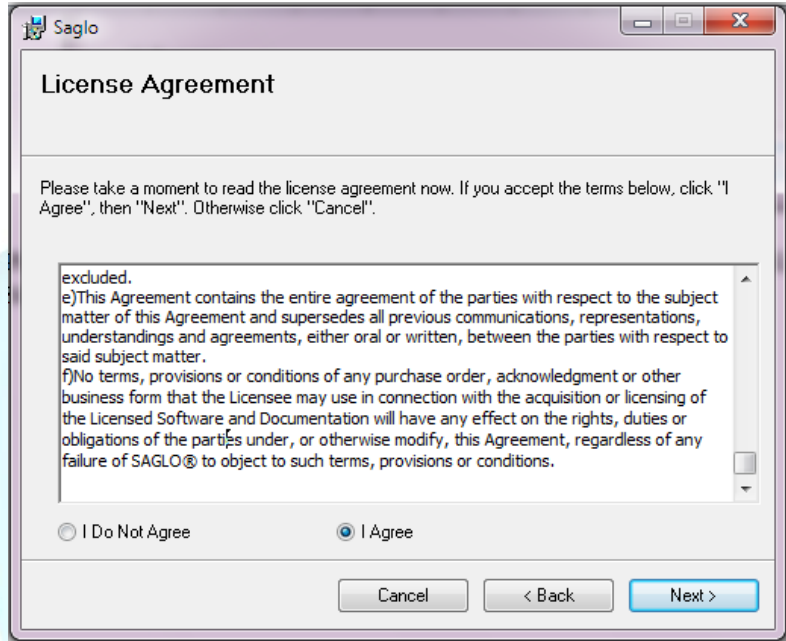 Saglo
License Agreement
Please take a moment to read the license agreement now. If you accept the terms below, click "I
Agree", then "Next". Otherwise click "Cancel".
excluded.
e)This Agreement contains the entire agreement of the parties with respect to the subject
matter of this Agreement and supersedes all previous communications, representations,
understandings and agreements, either oral or written, between the parties with respect to
said subject matter.
f)No terms, provisions or conditions of any purchase order, acknowledgment or other
business form that the Licensee may use in connection with the acquisition or licensing of
the Licensed Software and Documentation will have any effect on the rights, duties or
obligations of the parties under, or otherwise modify, this Agreement, regardless of any
failure of SAGLO® to object to such terms, provisions or conditions.
I Do Not Agree
I Agree
Cancel
< Back
Next >